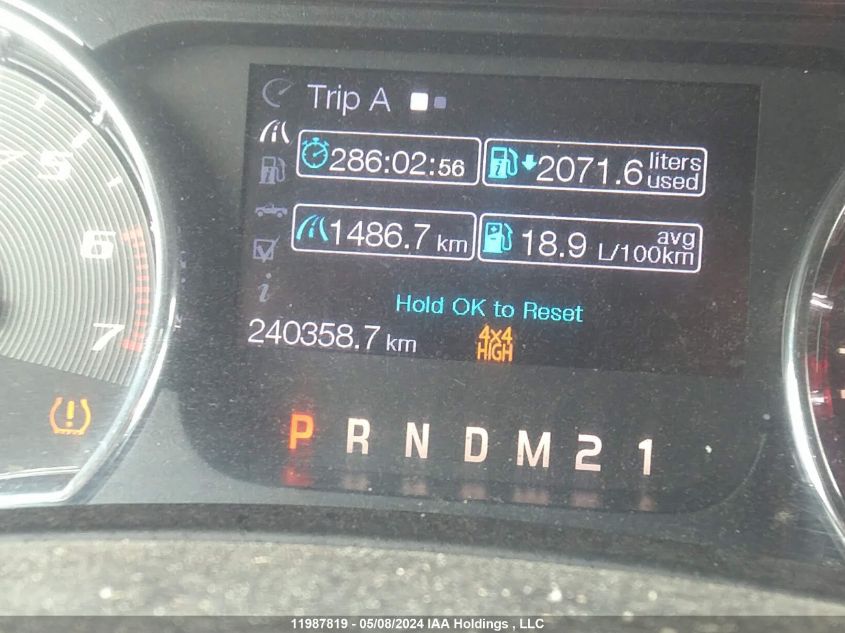 Trip A
286:02:56
2071.6 liters used
1486.7 km
18.9 avg L/100km
Hold OK to Reset
240358.7 km
4x4 HIGH
5
6
7
P R N D M 2 1
11987819 - 05/08/2024 IAA Holdings , LLC